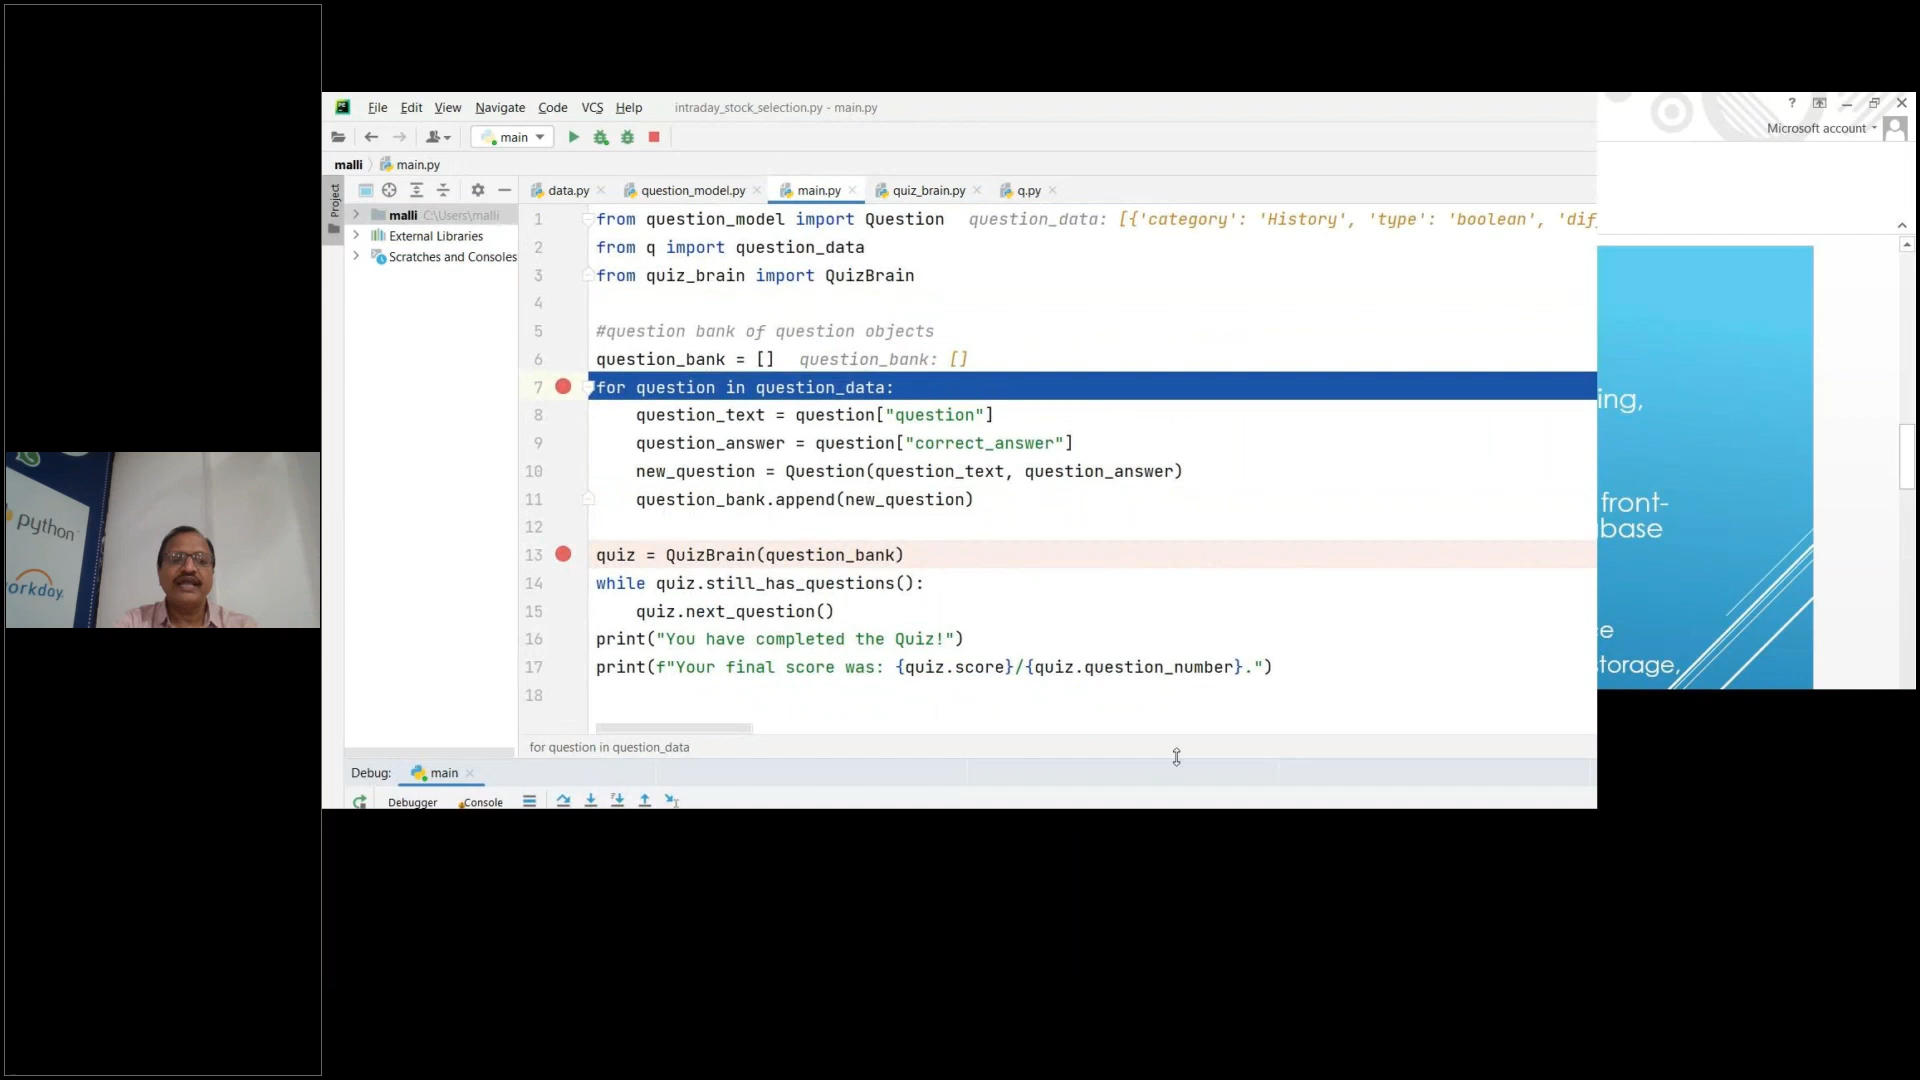 File Edit View Navigate Code VCS Help intraday_stock_selection.py - main.py
main
malli main.py
Project
data.py question_model.py main.py quiz_brain.py q.py
malli C:\Users\malli
External Libraries
Scratches and Consoles
1 from question_model import Question question_data: [{'category': 'History', 'type': 'boolean', 'dif
2 from q import question_data
3 from quiz_brain import QuizBrain
4
5 #question bank of question objects
6 question_bank = [] question_bank: []
7 for question in question_data:
8 question_text = question["question"]
9 question_answer = question["correct_answer"]
10 new_question = Question(question_text, question_answer)
11 question_bank.append(new_question)
12
13 quiz = QuizBrain(question_bank)
14 while quiz.still_has_questions():
15 quiz.next_question()
16 print("You have completed the Quiz!")
17 print(f"Your final score was: {quiz.score}/{quiz.question_number}.")
18
for question in question_data
Debug: main
Debugger Console
?
Microsoft account
ing,
front-
base
e
torage,
python
orkday.